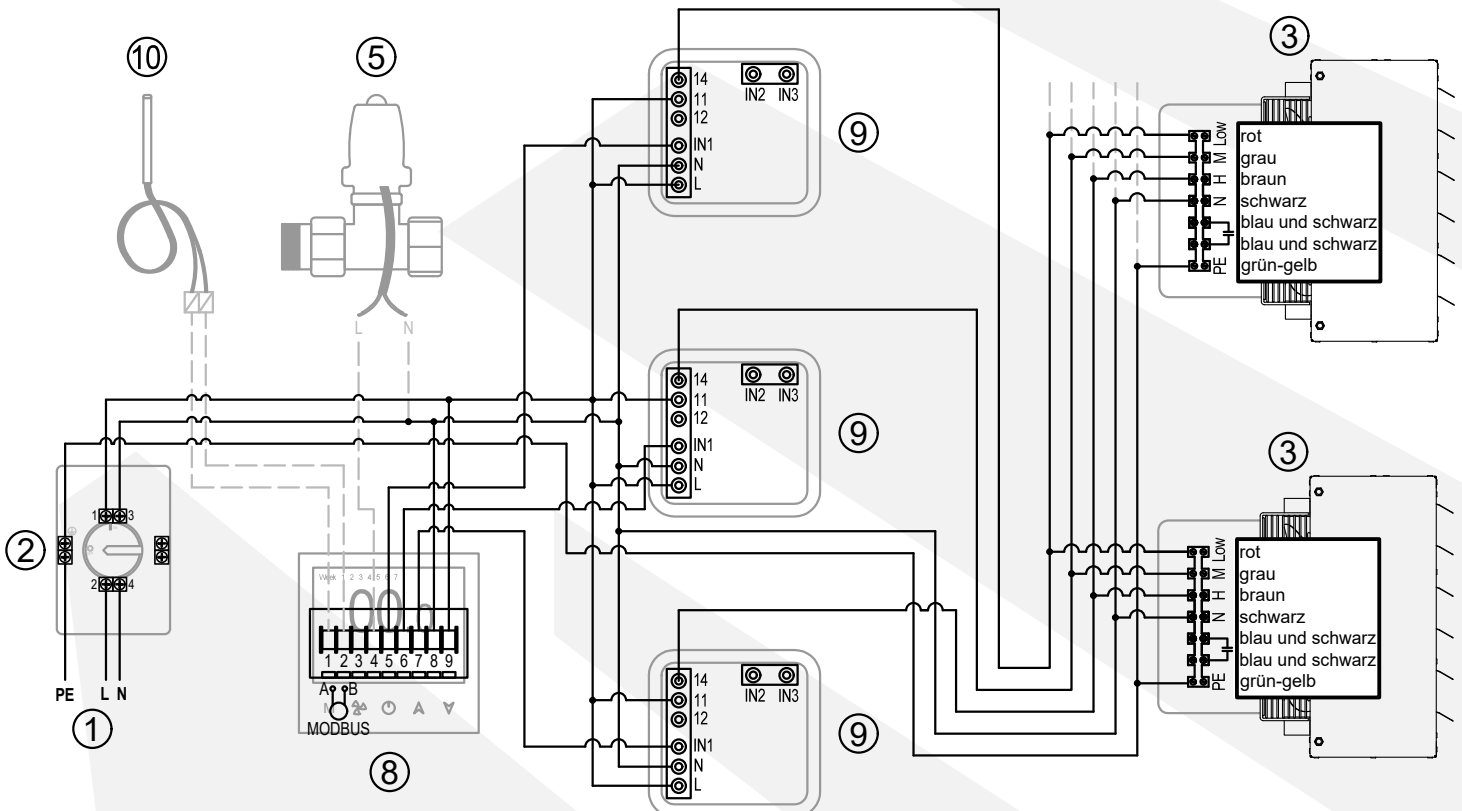 10
5
14
11
12
IN1
N
L
IN2 IN3
9
3
LOW
M
H
N
PE
rot
grau
braun
schwarz
blau und schwarz
blau und schwarz
grün-gelb
L N
14
11
12
IN1
N
L
IN2 IN3
9
1 3
2 4
2
PE L N
1
Week 1 2 3 4 5 6 7
1 2 3 4 5 6 7 8 9
A B
MODBUS
8
14
11
12
IN1
N
L
IN2 IN3
9
3
LOW
M
H
N
PE
rot
grau
braun
schwarz
blau und schwarz
blau und schwarz
grün-gelb